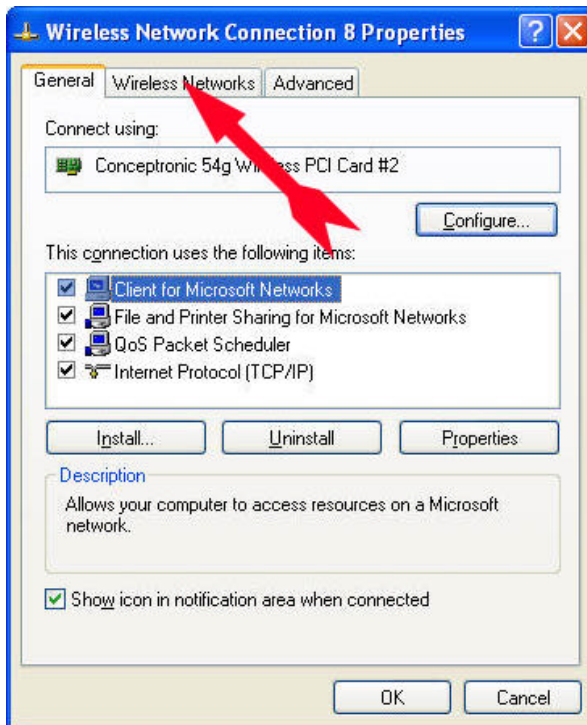 Wireless Network Connection 8 Properties
General Wireless Networks Advanced
Connect using:
Conceptronic 54g Wireless PCI Card #2
Configure...
This connection uses the following items:
Client for Microsoft Networks
File and Printer Sharing for Microsoft Networks
QoS Packet Scheduler
Internet Protocol (TCP/IP)
Install... Uninstall Properties
Description
Allows your computer to access resources on a Microsoft
network.
Show icon in notification area when connected
OK Cancel